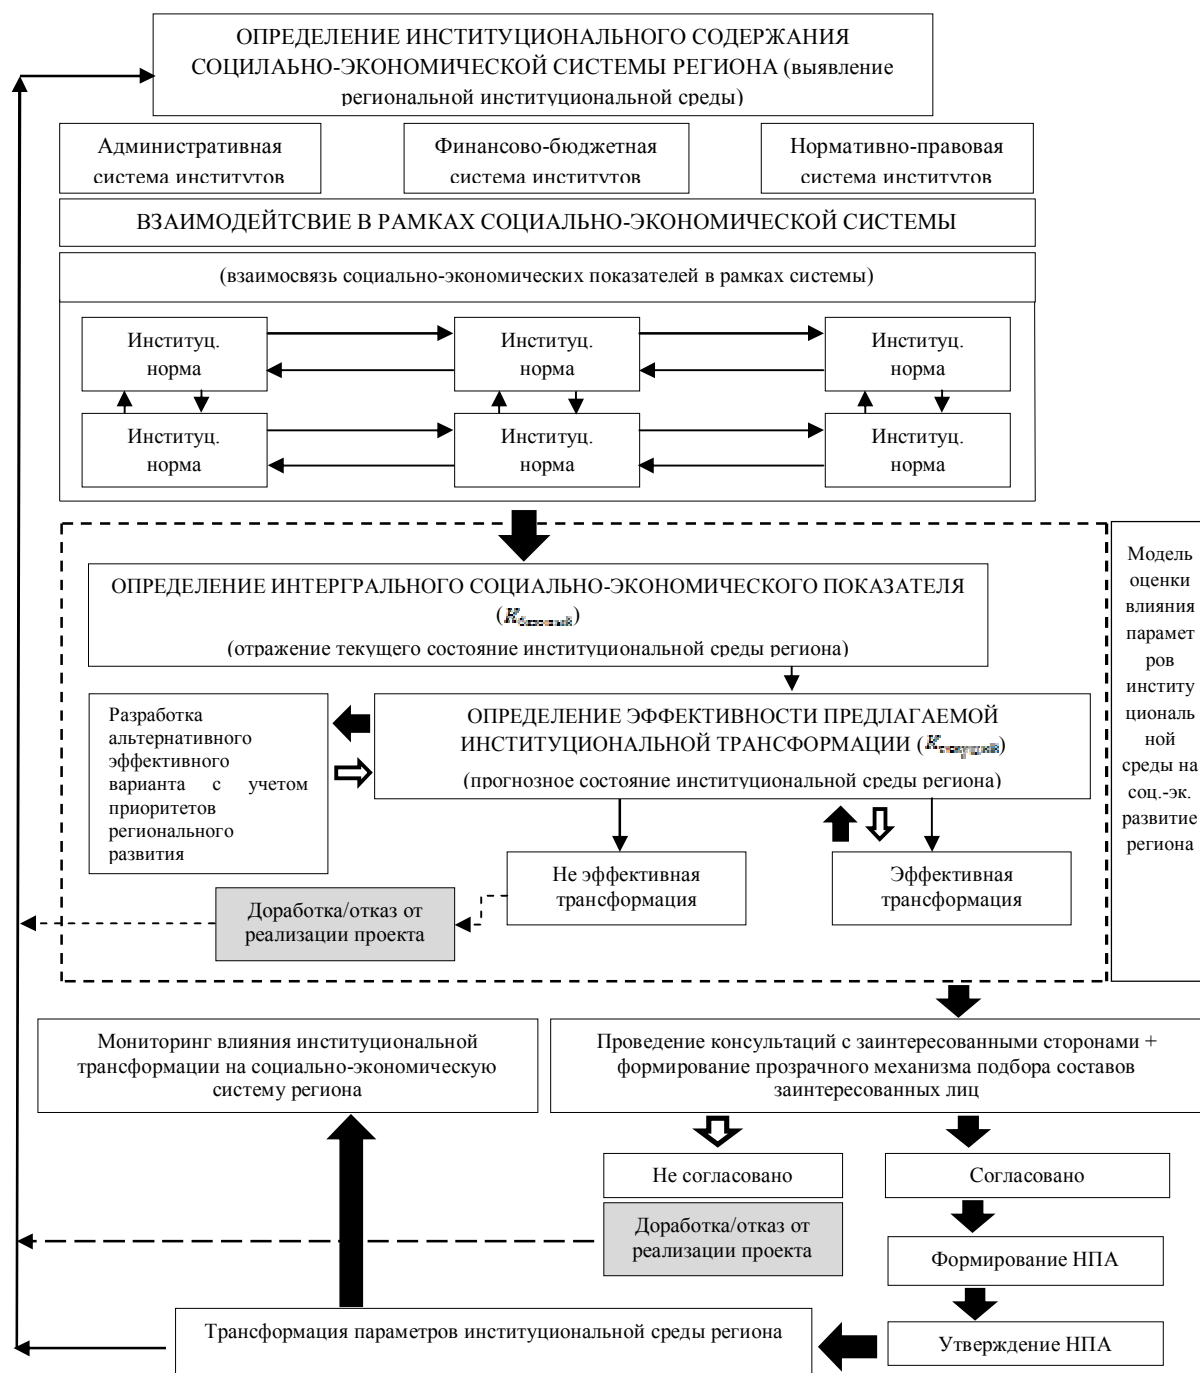 ОПРЕДЕЛЕНИЕ ИНСТИТУЦИОНАЛЬНОГО СОДЕРЖАНИЯ
СОЦИЛАЬНО-ЭКОНОМИЧЕСКОЙ СИСТЕМЫ РЕГИОНА (выявление
региональной институциональной среды)
Административная
система институтов
Финансово-бюджетная
система институтов
Нормативно-правовая
система институтов
ВЗАИМОДЕЙТСВИЕ В РАМКАХ СОЦИАЛЬНО-ЭКОНОМИЧЕСКОЙ СИСТЕМЫ
(взаимосвязь социально-экономических показателей в рамках системы)
Институц.
норма
Институц.
норма
Институц.
норма
Институц.
норма
Институц.
норма
Институц.
норма
Модель
оценки
влияния
парамет
ров
институ
циональ
ной
среды на
соц.-эк.
развитие
региона
ОПРЕДЕЛЕНИЕ ИНТЕРГРАЛЬНОГО СОЦИАЛЬНО-ЭКОНОМИЧЕСКОГО ПОКАЗАТЕЛЯ
(K)
(отражение текущего состояние институциональной среды региона)
Разработка
альтернативного
эффективного
варианта с учетом
приоритетов
регионального
развития
ОПРЕДЕЛЕНИЕ ЭФФЕКТИВНОСТИ ПРЕДЛАГАЕМОЙ
ИНСТИТУЦИОНАЛЬНОЙ ТРАНСФОРМАЦИИ (K)
(прогнозное состояние институциональной среды региона)
Не эффективная
трансформация
Эффективная
трансформация
Доработка/отказ от
реализации проекта
Мониторинг влияния институциональной
трансформации на социально-экономическую
систему региона
Проведение консультаций с заинтересованными сторонами +
формирование прозрачного механизма подбора составов
заинтересованных лиц
Не согласовано
Согласовано
Доработка/отказ от
реализации проекта
Формирование НПА
Трансформация параметров институциональной среды региона
Утверждение НПА